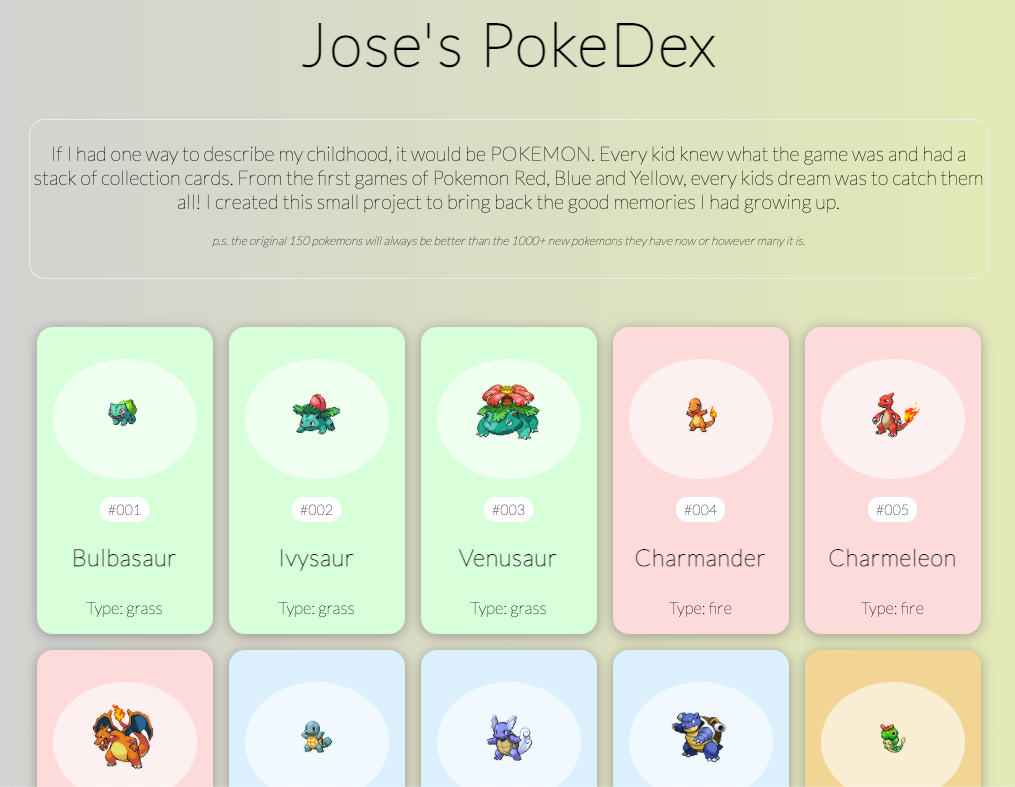 Jose's PokeDex
If I had one way to describe my childhood, it would be POKEMON. Every kid knew what the game was and had a
stack of collection cards. From the first games of Pokemon Red, Blue and Yellow, every kids dream was to catch them
all! I created this small project to bring back the good memories I had growing up.
p.s. the original 150 pokemons will always be better than the 1000+ new pokemons they have now or however many it is.
#001
#002
#003
#004
#005
Bulbasaur
Ivysaur
Venusaur
Charmander
Charmeleon
Type: grass
Type: grass
Type: grass
Type: fire
Type: fire